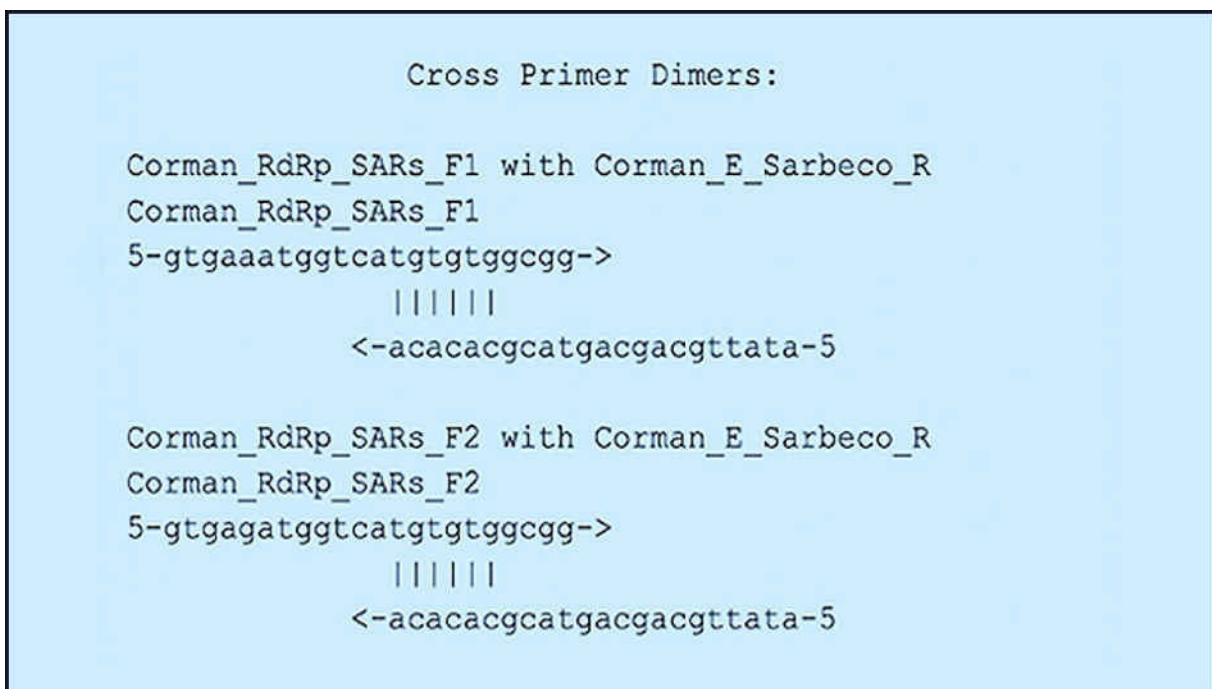 Cross Primer Dimers:
Corman_RdRp_SARs_F1 with Corman_E_Sarbeco_R
Corman_RdRp_SARs_F1
5-gtgaaatggtcatgtgtggcgg->
||||||
<-acacacgcatgacgacgttata-5
Corman_RdRp_SARs_F2 with Corman_E_Sarbeco_R
Corman_RdRp_SARs_F2
5-gtgagatggtcatgtgtggcgg->
||||||
<-acacacgcatgacgacgttata-5